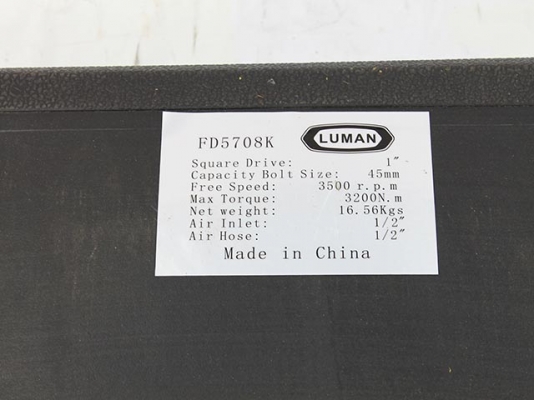 FD5708K LUMAN
Square Drive: 1"
Capacity Bolt Size: 45mm
Free Speed: 3500 r.p.m
Max Torque: 3200N.m
Net weight: 16.56Kgs
Air Inlet: 1/2"
Air Hose: 1/2"
Made in China